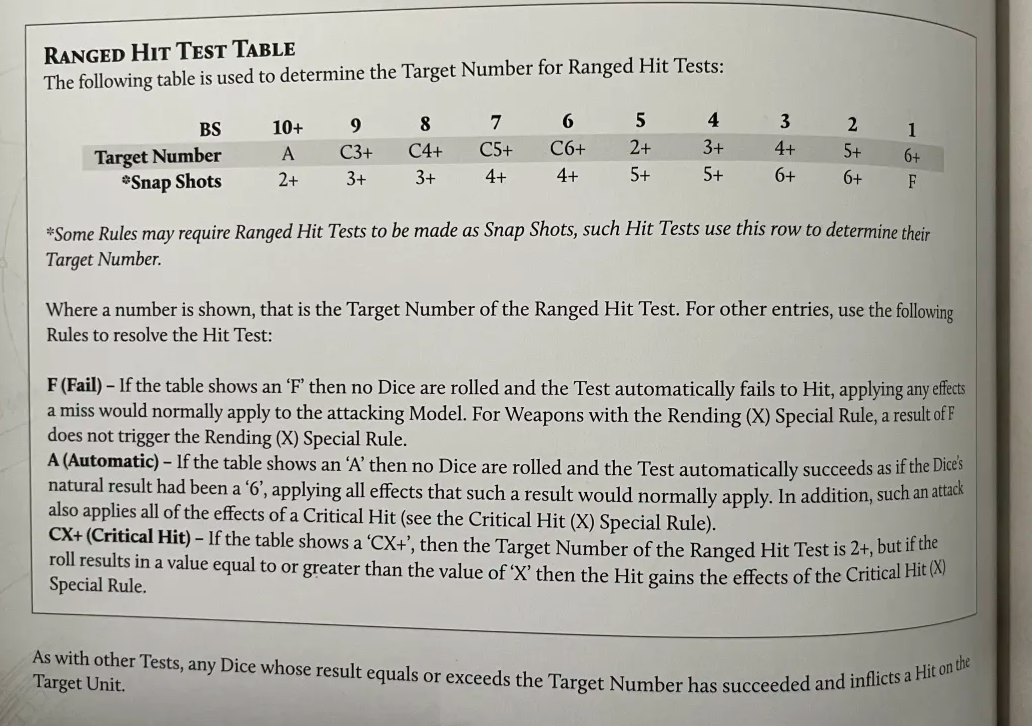 RANGED HIT TEST TABLE
The following table is used to determine the Target Number for Ranged Hit Tests:
BS 10+ 9 8 7 6 5 4 3 2 1
Target Number A C3+ C4+ C5+ C6+ 2+ 3+ 4+ 5+ 6+
*Snap Shots 2+ 3+ 3+ 4+ 4+ 5+ 5+ 6+ 6+ F
*Some Rules may require Ranged Hit Tests to be made as Snap Shots, such Hit Tests use this row to determine their
Target Number.
Where a number is shown, that is the Target Number of the Ranged Hit Test. For other entries, use the following
Rules to resolve the Hit Test:
F (Fail) – If the table shows an ‘F’ then no Dice are rolled and the Test automatically fails to Hit, applying any effects
a miss would normally apply to the attacking Model. For Weapons with the Rending (X) Special Rule, a result of F
does not trigger the Rending (X) Special Rule.
A (Automatic) – If the table shows an ‘A’ then no Dice are rolled and the Test automatically succeeds as if the Dice's
natural result had been a ‘6’, applying all effects that such a result would normally apply. In addition, such an attack
also applies all of the effects of a Critical Hit (see the Critical Hit (X) Special Rule).
CX+ (Critical Hit) – If the table shows a ‘CX+’, then the Target Number of the Ranged Hit Test is 2+, but if the
roll results in a value equal to or greater than the value of ‘X’ then the Hit gains the effects of the Critical Hit (X)
Special Rule.
As with other Tests, any Dice whose result equals or exceeds the Target Number has succeeded and inflicts a Hit on the
Target Unit.